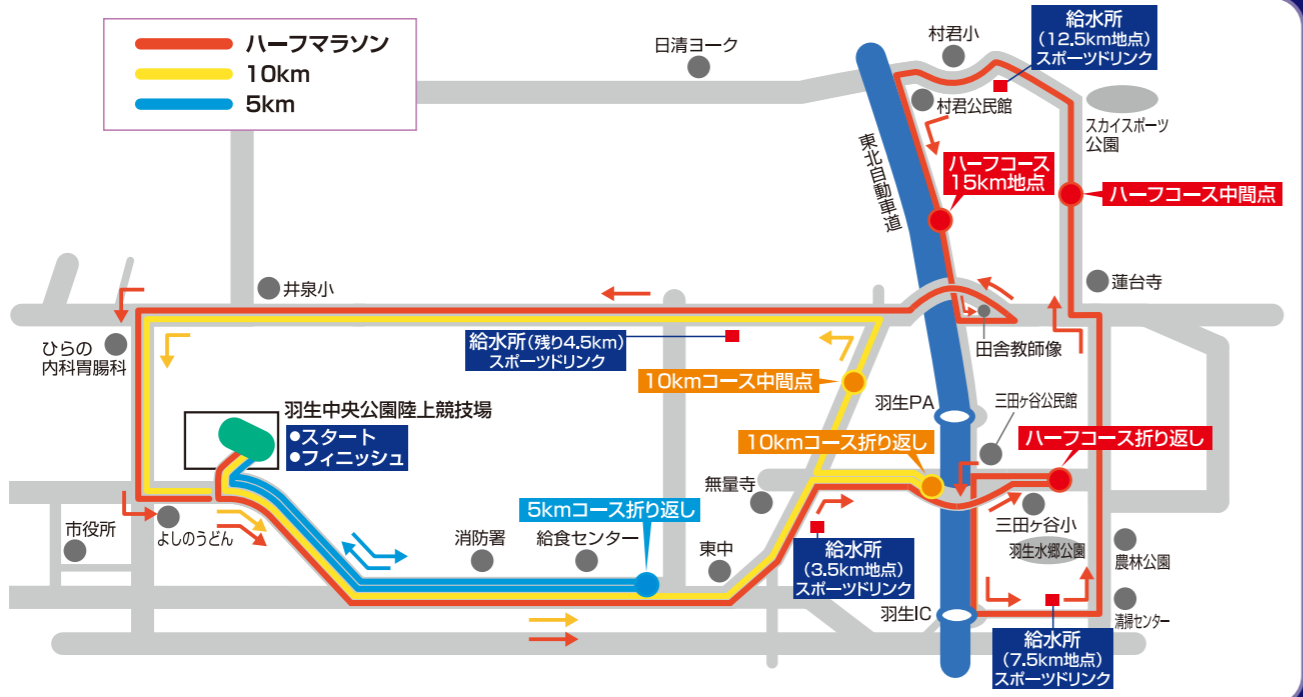 ハーフマラソン
10km
5km
日清ヨーク
村君小
給水所
(12.5km地点)
スポーツドリンク
村君公民館
スカイスポーツ
公園
東北自動車道
ハーフコース
15km地点
ハーフコース中間点
井泉小
蓮台寺
ひらの
内科胃腸科
給水所(残り4.5km)
スポーツドリンク
田舎教師像
10kmコース中間点
羽生PA
三田ヶ谷公民館
羽生中央公園陸上競技場
●スタート
●フィニッシュ
10kmコース折り返し
ハーフコース折り返し
無量寺
5kmコース折り返し
三田ヶ谷小
市役所
よしのうどん
消防署
給食センター
東中
給水所
(3.5km地点)
スポーツドリンク
羽生水郷公園
農林公園
羽生IC
清掃センター
給水所
(7.5km地点)
スポーツドリンク